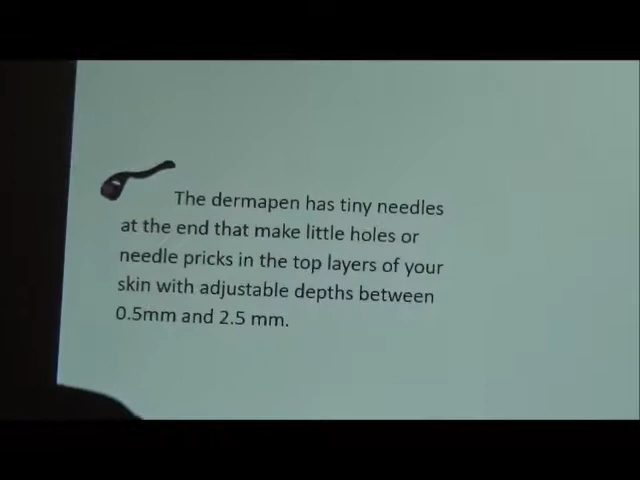 The dermapen has tiny needles
at the end that make little holes or
needle pricks in the top layers of your
skin with adjustable depths between
0.5mm and 2.5 mm.